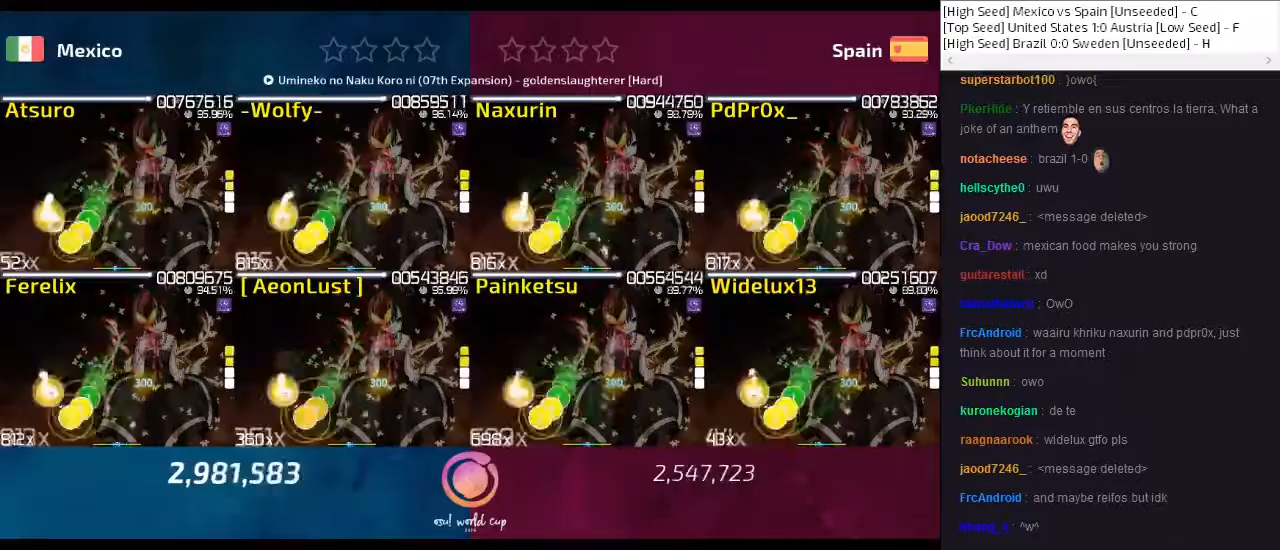 Mexico
Spain
Umineko no Naku Koro ni (07th Expansion) - goldenslaughterer [Hard]
Atsuro
00767616
95.96%
-Wolfy-
00859511
96.14%
Naxurin
00944760
98.79%
PdPr0x_
00783862
93.29%
300
300
300
300
52x
815x
816x
817x
Ferelix
00809675
94.51%
[ AeonLust ]
00543846
95.99%
Painketsu
00564544
89.77%
Widelux13
00251607
300
300
300
300
812x
360x
698x
43x
2,981,583
2,547,723
osu! world cup
[High Seed] Mexico vs Spain [Unseeded] - C
[Top Seed] United States 1:0 Austria [Low Seed] - F
[High Seed] Brazil 0:0 Sweden [Unseeded] - H
superstarbot100 : }owo{
PkerHide : Y retiemble en sus centros la tierra, What a
joke of an anthem
notacheese : brazil 1-0
hellscythe0 : uwu
jaood7246_ : <message deleted>
Cra_Dow : mexican food makes you strong
guitarestail : xd
: OwO
FrcAndroid : waairu khriku naxurin and pdpr0x, just
think about it for a moment
Suhunnn : owo
kuronekogian : de te
raagnaarook : widelux gtfo pls
jaood7246_ : <message deleted>
FrcAndroid : and maybe reifos but idk
: ^w^